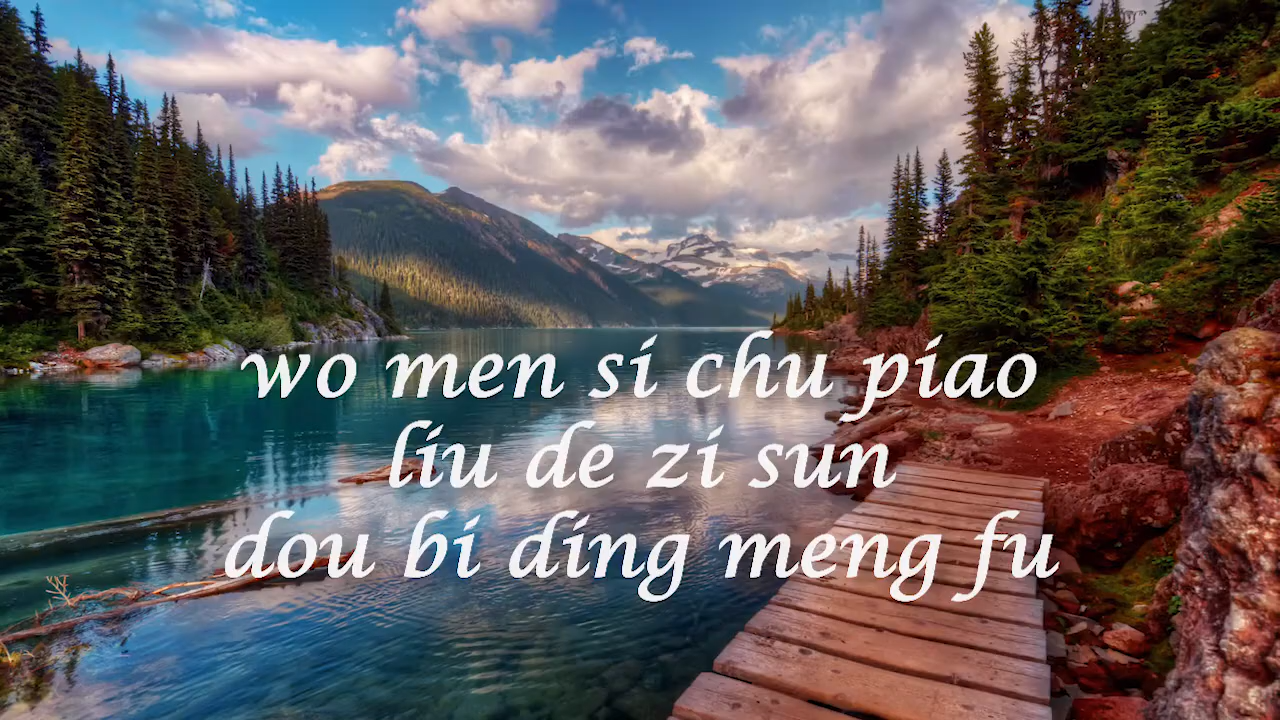 wo men si chu piao
liu de zi sun
dou bi ding meng fu